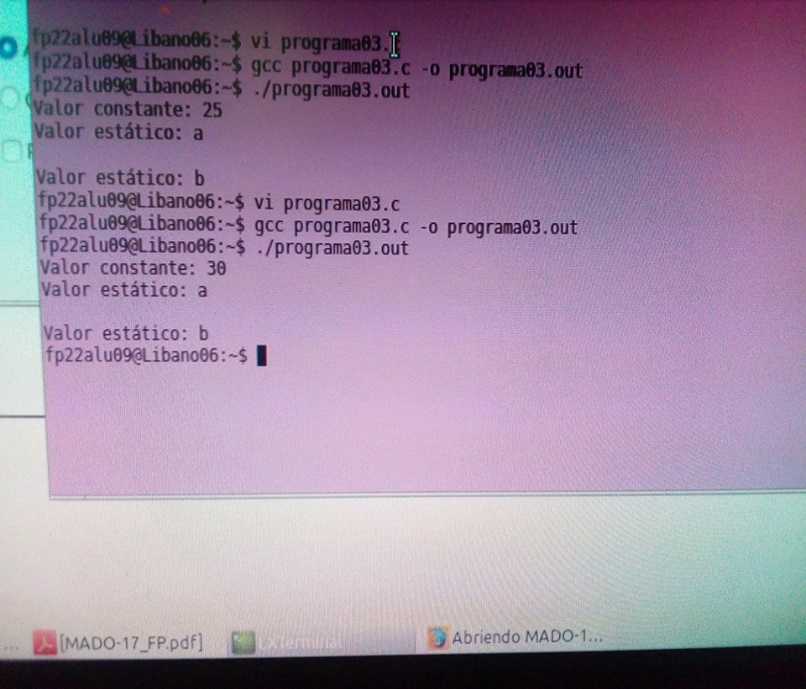 fp22alu09@Libano06:~$ vi programa03.
fp22alu09@Libano06:~$ gcc programa03.c -o programa03.out
fp22alu09@Libano06:~$ ./programa03.out
Valor constante: 25
Valor estático: a
Valor estático: b
fp22alu09@Libano06:~$ vi programa03.c
fp22alu09@Libano06:~$ gcc programa03.c -o programa03.out
fp22alu09@Libano06:~$ ./programa03.out
Valor constante: 30
Valor estático: a
Valor estático: b
fp22alu09@Libano06:~$
... [MADO-17_FP.pdf] LXTerminal Abriendo MADO-1...